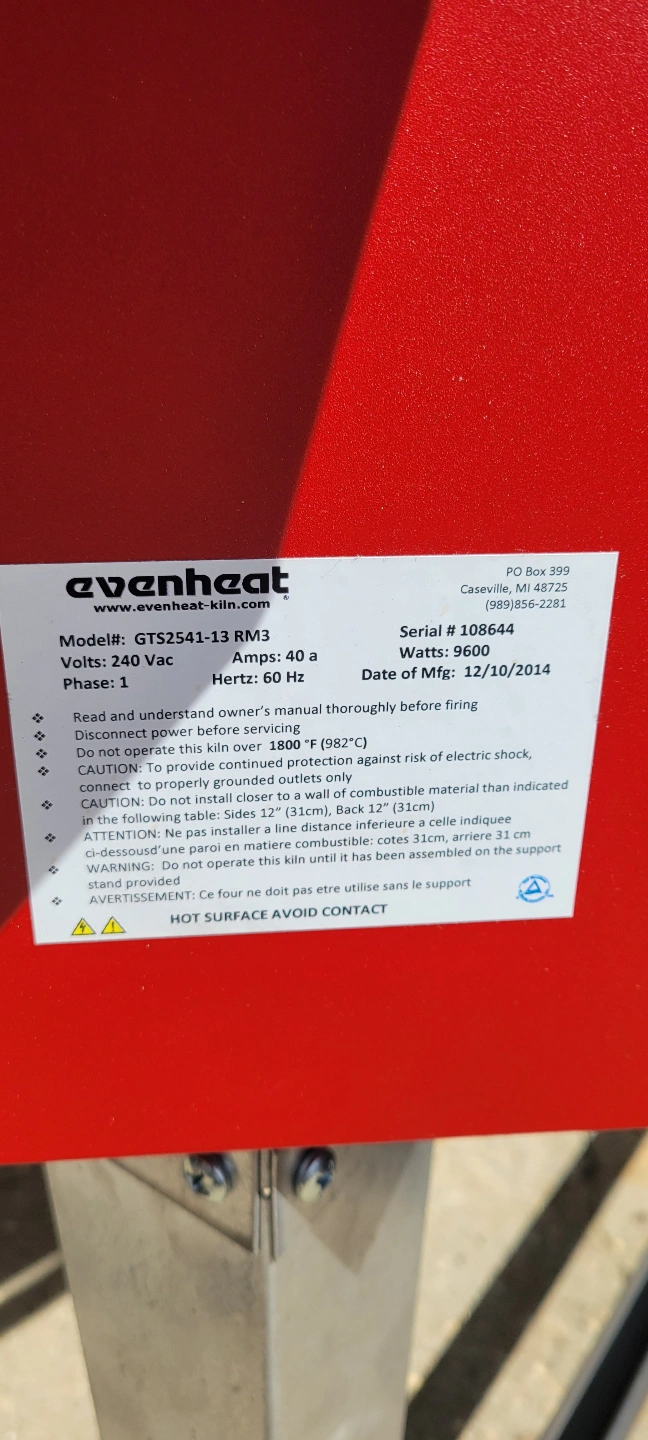 evenheat®
www.evenheat-kiln.com
PO Box 399
Caseville, MI 48725
(989)856-2281
Model#: GTS2541-13 RM3
Serial # 108644
Volts: 240 Vac Amps: 40 a Watts: 9600
Phase: 1 Hertz: 60 Hz Date of Mfg: 12/10/2014
❖ Read and understand owner's manual thoroughly before firing
❖ Disconnect power before servicing
❖ Do not operate this kiln over 1800 °F (982°C)
❖ CAUTION: To provide continued protection against risk of electric shock,
connect to properly grounded outlets only
❖ CAUTION: Do not install closer to a wall of combustible material than indicated
in the following table: Sides 12" (31cm), Back 12" (31cm)
❖ ATTENTION: Ne pas installer a line distance inferieure a celle indiquee
ci-dessousd'une paroi en matiere combustible: cotes 31cm, arriere 31 cm
❖ WARNING: Do not operate this kiln until it has been assembled on the support
stand provided
❖ AVERTISSEMENT: Ce four ne doit pas etre utilise sans le support
HOT SURFACE AVOID CONTACT